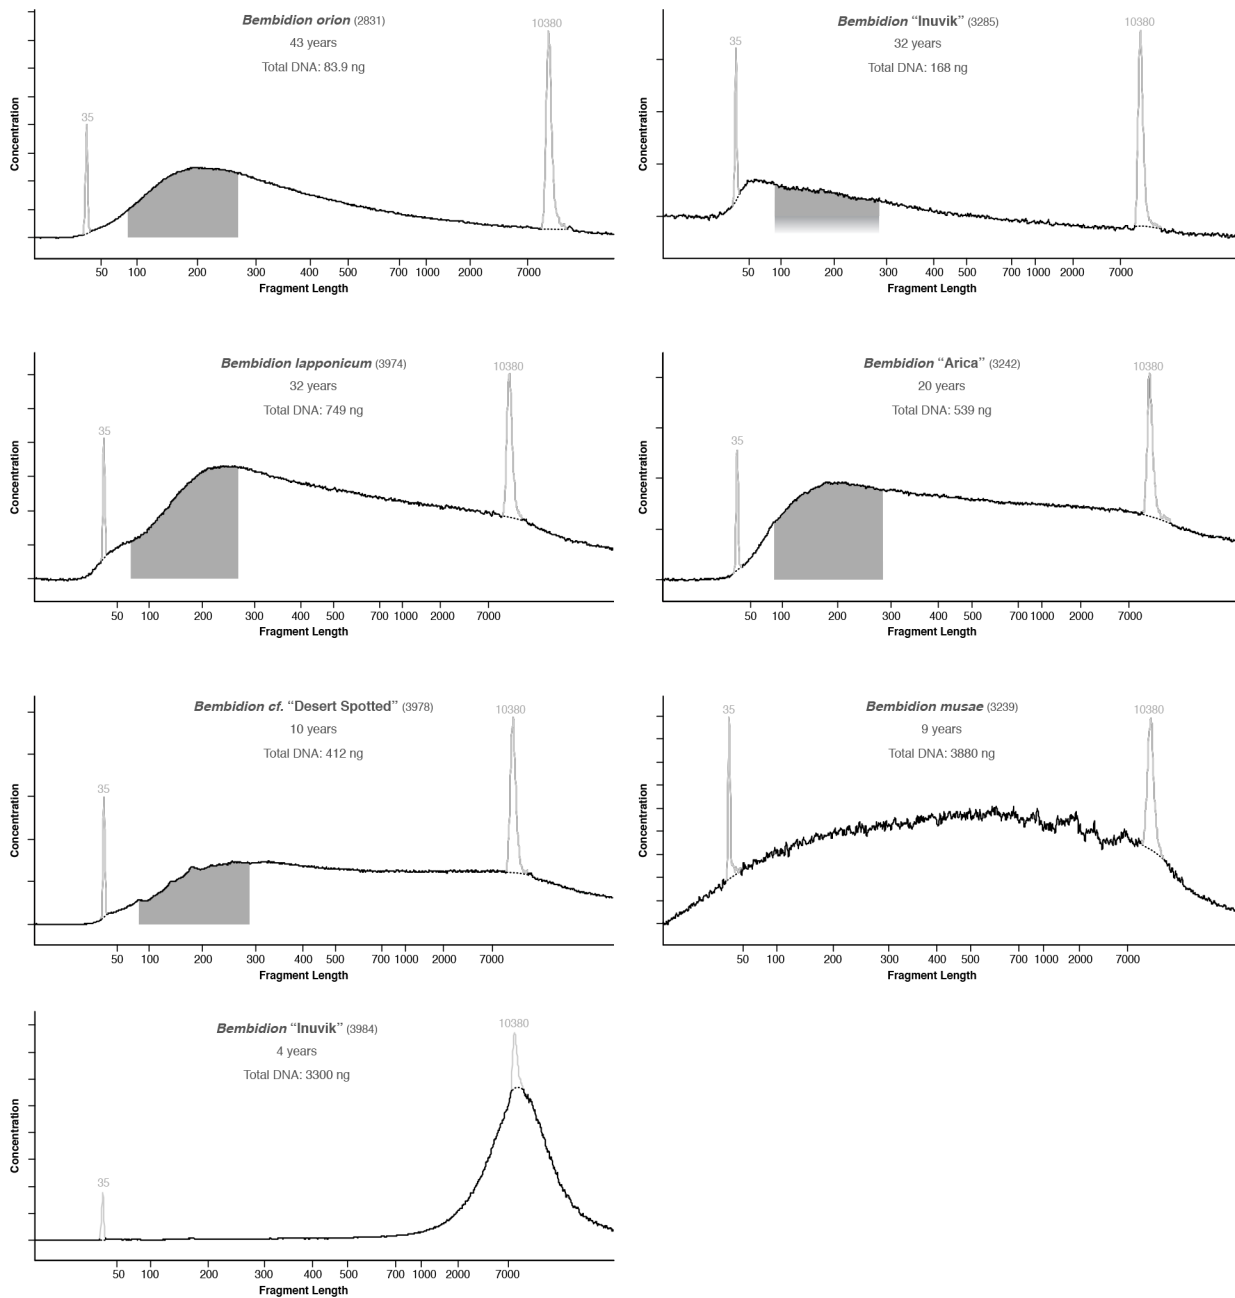 Bembidion orion (2831)
43 years
Total DNA: 83.9 ng
35
10380
Concentration
50 100 200 300 400 500 700 1000 2000 7000
Fragment Length
Bembidion “Inuvik” (3285)
32 years
Total DNA: 168 ng
35
10380
Concentration
50 100 200 300 400 500 700 1000 2000 7000
Fragment Length
Bembidion lapponicum (3974)
32 years
Total DNA: 749 ng
35
10380
Concentration
50 100 200 300 400 500 700 1000 2000 7000
Fragment Length
Bembidion “Arica” (3242)
20 years
Total DNA: 539 ng
35
10380
Concentration
50 100 200 300 400 500 700 1000 2000 7000
Fragment Length
Bembidion cf. “Desert Spotted” (3978)
10 years
Total DNA: 412 ng
35
10380
Concentration
50 100 200 300 400 500 700 1000 2000 7000
Fragment Length
Bembidion musae (3239)
9 years
Total DNA: 3880 ng
35
10380
Concentration
50 100 200 300 400 500 700 1000 2000 7000
Fragment Length
Bembidion “Inuvik” (3984)
4 years
Total DNA: 3300 ng
35
10380
Concentration
50 100 200 300 400 500 700 1000 2000 7000
Fragment Length